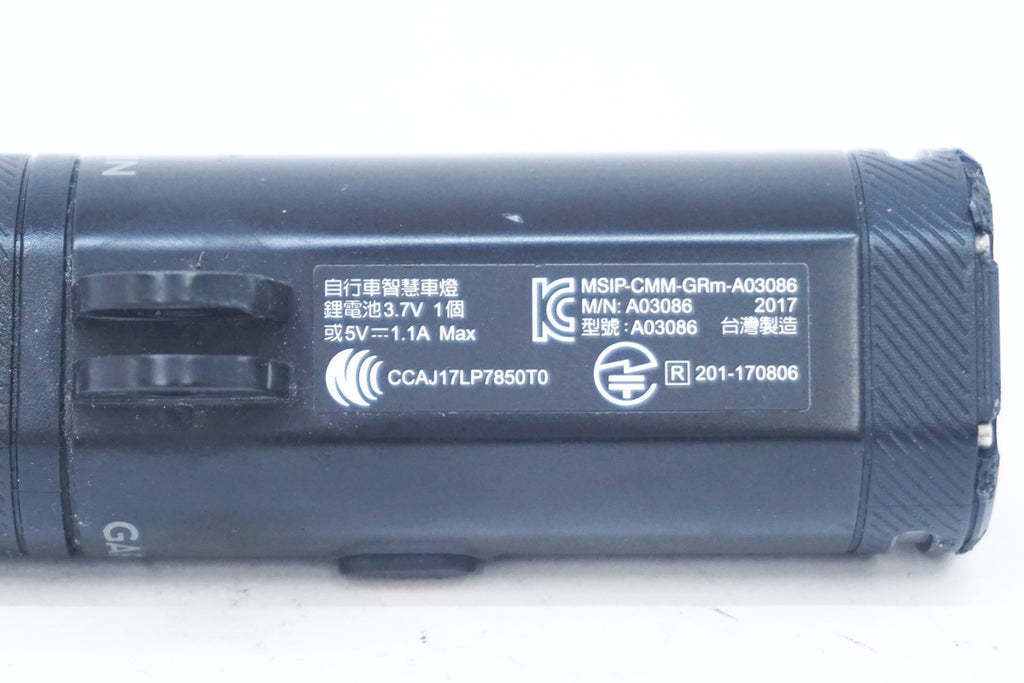 自行車智慧車燈
鋰電池3.7V 1個
或5V⎓1.1A Max
CCAJ17LP7850T0
MSIP-CMM-GRm-A03086
M/N: A03086 2017
型號:A03086 台灣製造
R 201-170806
N
GA